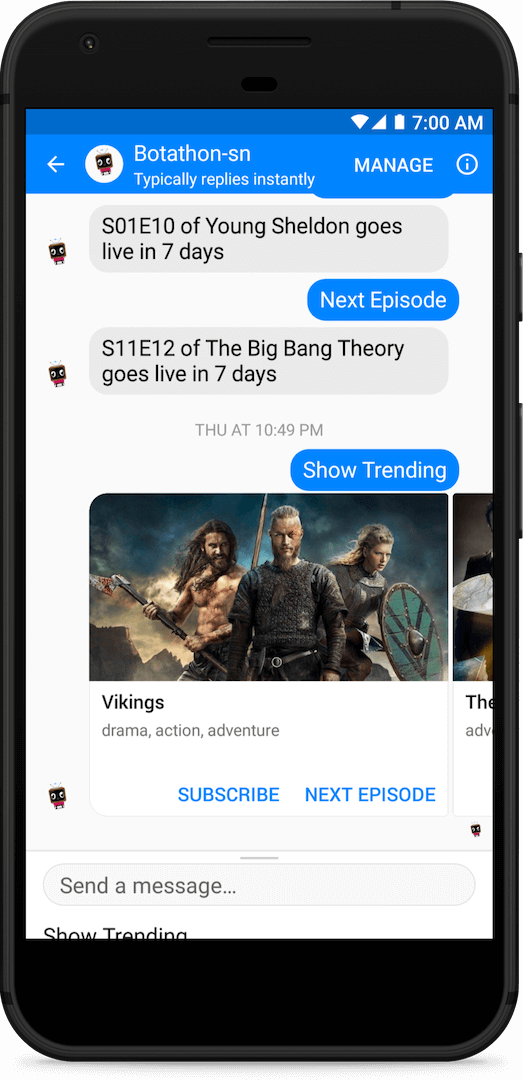 7:00 AM
Botathon-sn
Typically replies instantly
MANAGE
S01E10 of Young Sheldon goes
live in 7 days
Next Episode
S11E12 of The Big Bang Theory
goes live in 7 days
THU AT 10:49 PM
Show Trending
Vikings
The
drama, action, adventure
adv
SUBSCRIBE
NEXT EPISODE
Send a message…
Show Trending